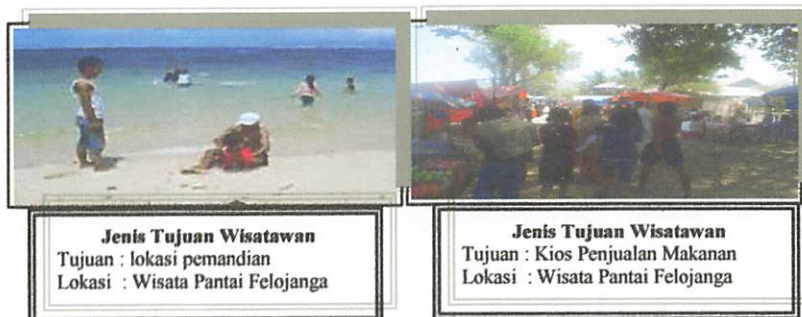 Jenis Tujuan Wisatawan
Tujuan : lokasi pemandian
Lokasi : Wisata Pantai Felojanga
Jenis Tujuan Wisatawan
Tujuan : Kios Penjualan Makanan
Lokasi : Wisata Pantai Felojanga